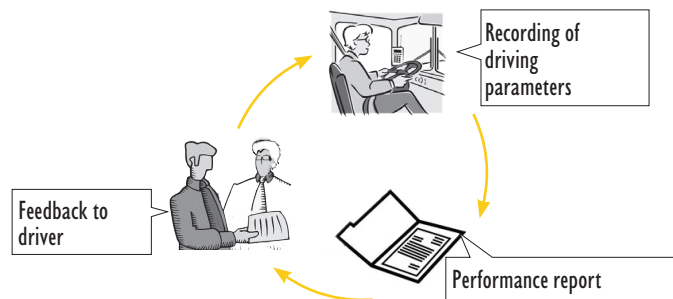 Recording of
driving
parameters
Feedback to
driver
Performance report